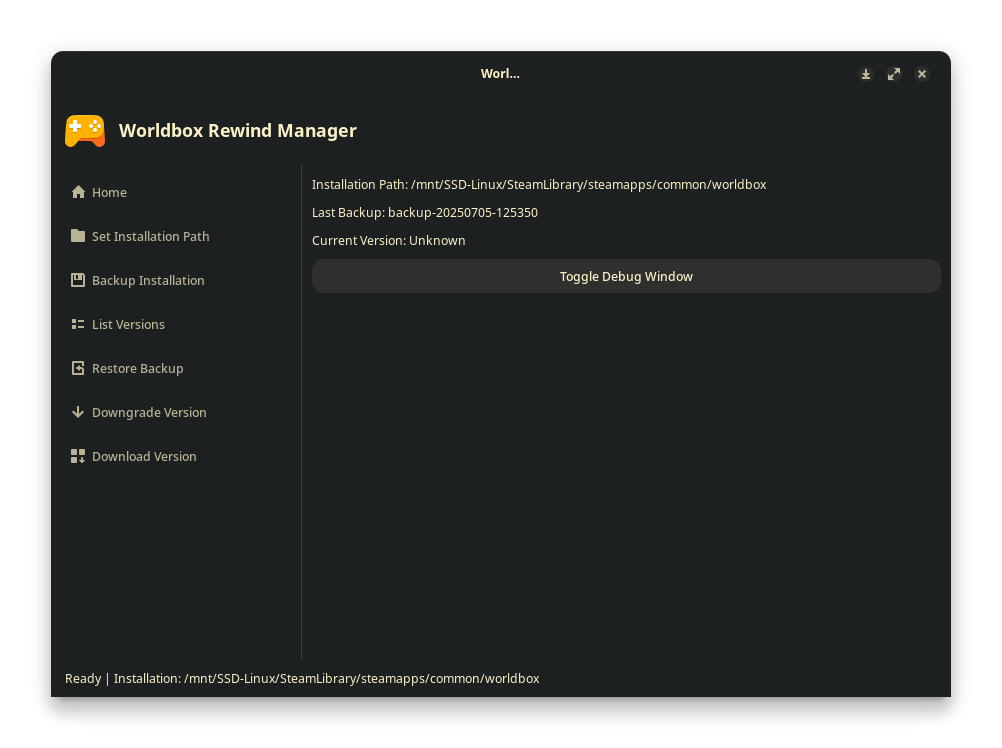 Worl...
Worldbox Rewind Manager
Home
Set Installation Path
Backup Installation
List Versions
Restore Backup
Downgrade Version
Download Version
Installation Path: /mnt/SSD-Linux/SteamLibrary/steamapps/common/worldbox
Last Backup: backup-20250705-125350
Current Version: Unknown
Toggle Debug Window
Ready | Installation: /mnt/SSD-Linux/SteamLibrary/steamapps/common/worldbox